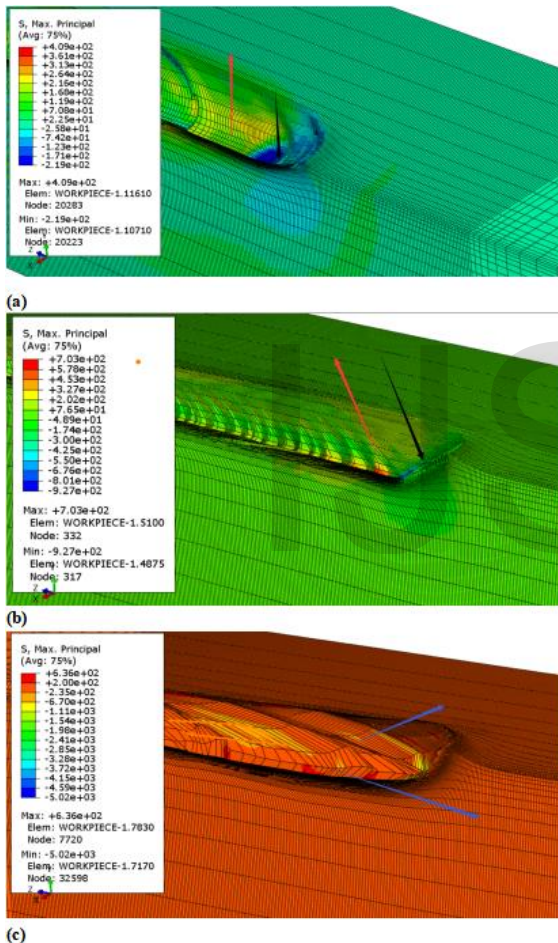 S, Max. Principal
(Avg: 75%)
+4.09e+02
+3.61e+02
+3.13e+02
+2.64e+02
+2.16e+02
+1.68e+02
+1.19e+02
+7.08e+01
+2.25e+01
-2.58e+01
-7.42e+01
-1.23e+02
-1.71e+02
-2.19e+02
Max: +4.09e+02
Elem: WORKPIECE-1.11610
Node: 20283
Min: -2.19e+02
Elem: WORKPIECE-1.10710
Node: 20223
Y
Z
X
(a)
S, Max. Principal
(Avg: 75%)
+7.03e+02
+5.78e+02
+4.53e+02
+3.27e+02
+2.02e+02
+7.65e+01
-4.89e+01
-1.74e+02
-3.00e+02
-4.25e+02
-5.50e+02
-6.76e+02
-8.01e+02
-9.27e+02
Max: +7.03e+02
Elem: WORKPIECE-1.5100
Node: 332
Min: -9.27e+02
Elem: WORKPIECE-1.4875
Node: 317
Z
X
(b)
S, Max. Principal
(Avg: 75%)
+6.36e+02
+2.00e+02
-2.35e+02
-6.70e+02
-1.11e+03
-1.54e+03
-1.98e+03
-2.41e+03
-2.85e+03
-3.28e+03
-3.72e+03
-4.15e+03
-4.59e+03
-5.02e+03
Max: +6.36e+02
Elem: WORKPIECE-1.7830
Node: 7720
Min: -5.02e+03
Elem: WORKPIECE-1.7170
Node: 32598
Z
X
(c)